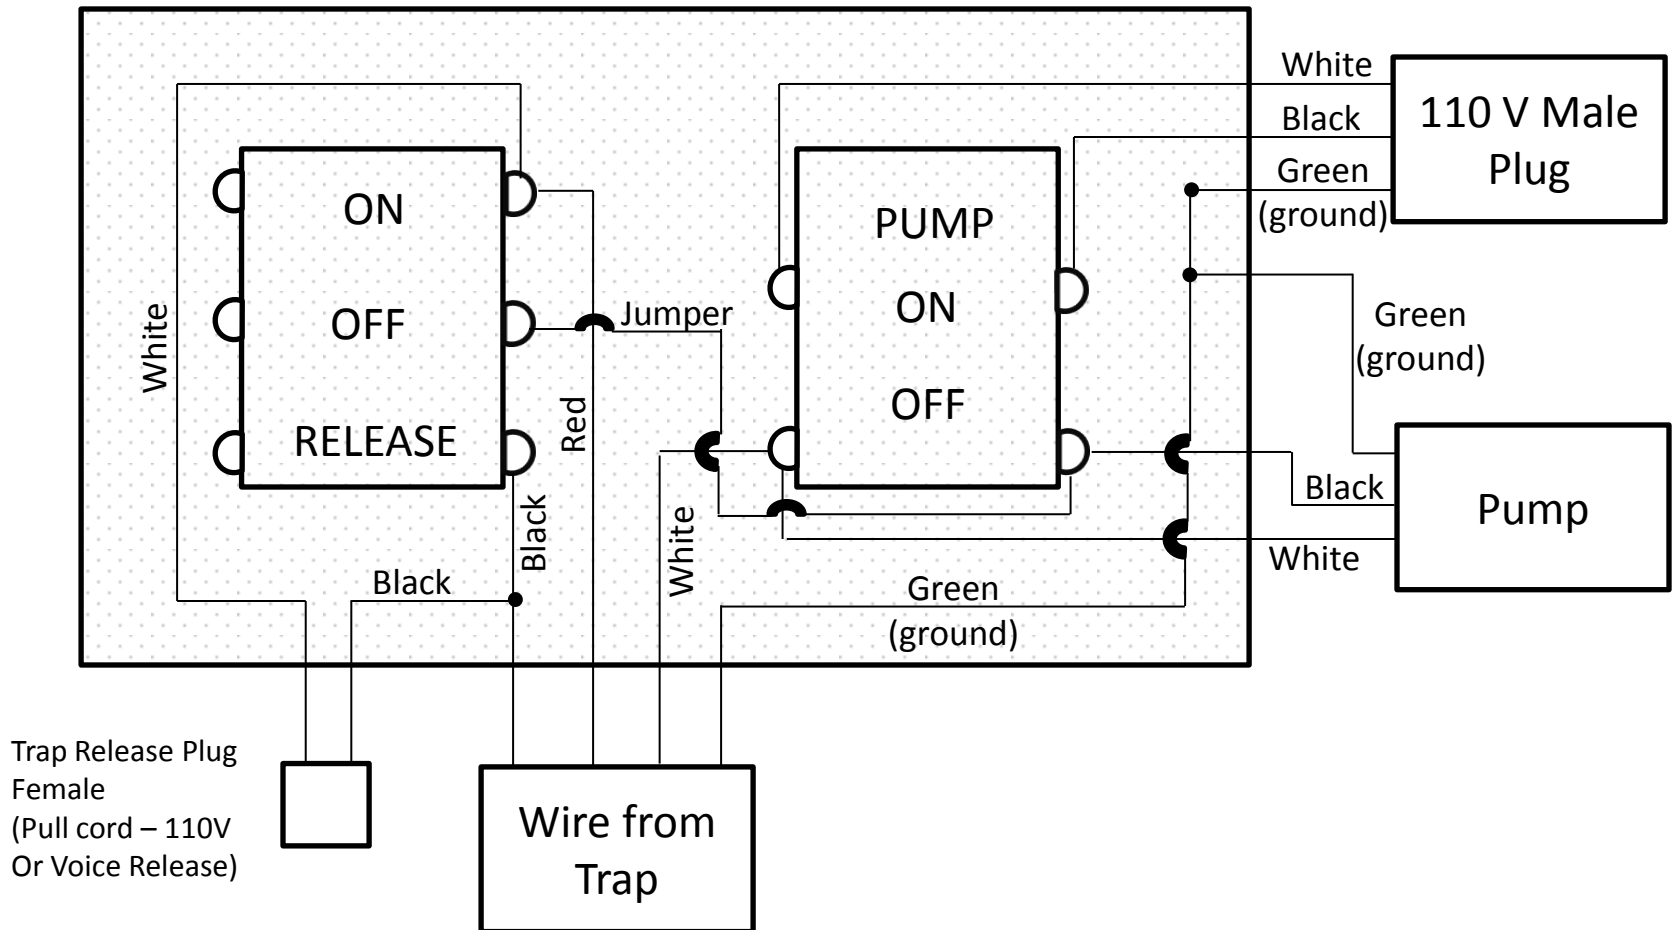 White
110 V Male
Plug
Black
Green
(ground)
ON
OFF
RELEASE
PUMP
ON
OFF
White
Jumper
Red
Green
(ground)
Black
Pump
White
Black
White
Black
Green
(ground)
Trap Release Plug
Female
(Pull cord – 110V
Or Voice Release)
Wire from
Trap